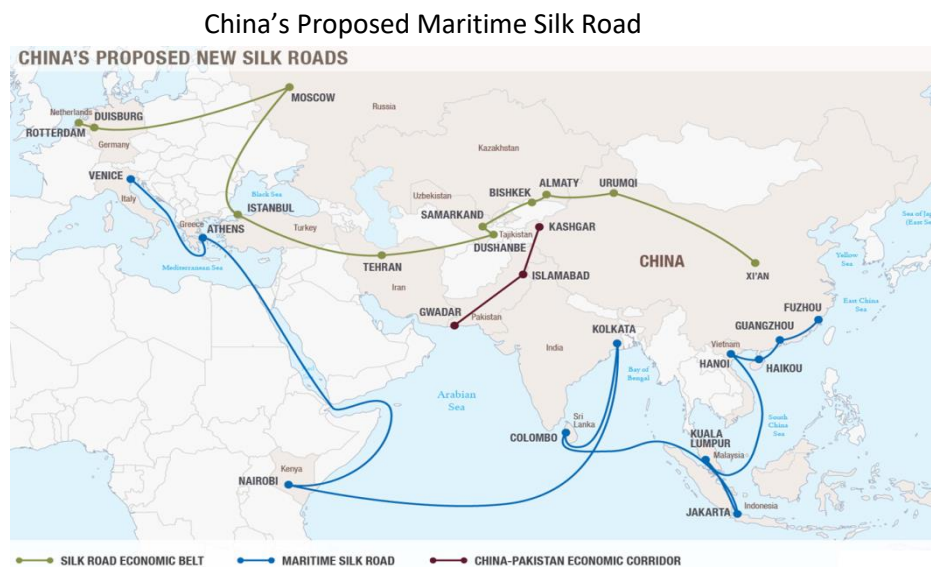 China's Proposed Maritime Silk Road
CHINA'S PROPOSED NEW SILK ROADS
MOSCOW
Netherlands
DUISBURG
ROTTERDAM
Germany
Russia
VENICE
Italy
Kazakhstan
Black Sea
ISTANBUL
Greece
ATHENS
Turkey
Mediterranean Sea
Uzbekistan
BISHKEK
ALMATY
URUMQI
SAMARKAND
Tajikistan
DUSHANBE
KASHGAR
TEHRAN
Iran
ISLAMABAD
CHINA
XI'AN
Sea of Ja
(East Se
Yellow
Sea
East China
Sea
GWADAR
Pakistan
India
KOLKATA
FUZHOU
GUANGZHOU
Vietnam
HANOI
HAIKOU
Bay of
Bengal
Arabian
Sea
Sri
Lanka
COLOMBO
South
China
Sea
KUALA
LUMPUR
Malaysia
Kenya
NAIROBI
JAKARTA
Indonesia
SILK ROAD ECONOMIC BELT
MARITIME SILK ROAD
CHINA-PAKISTAN ECONOMIC CORRIDOR